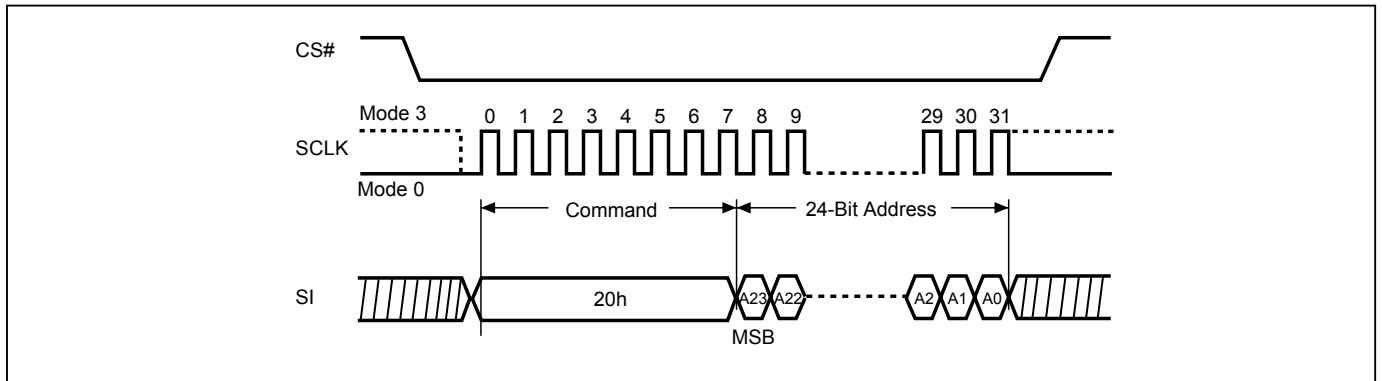 CS#
Mode 3
0 1 2 3 4 5 6 7 8 9 29 30 31
SCLK
Mode 0
Command 24-Bit Address
SI 20h A23 A22 A2 A1 A0
MSB